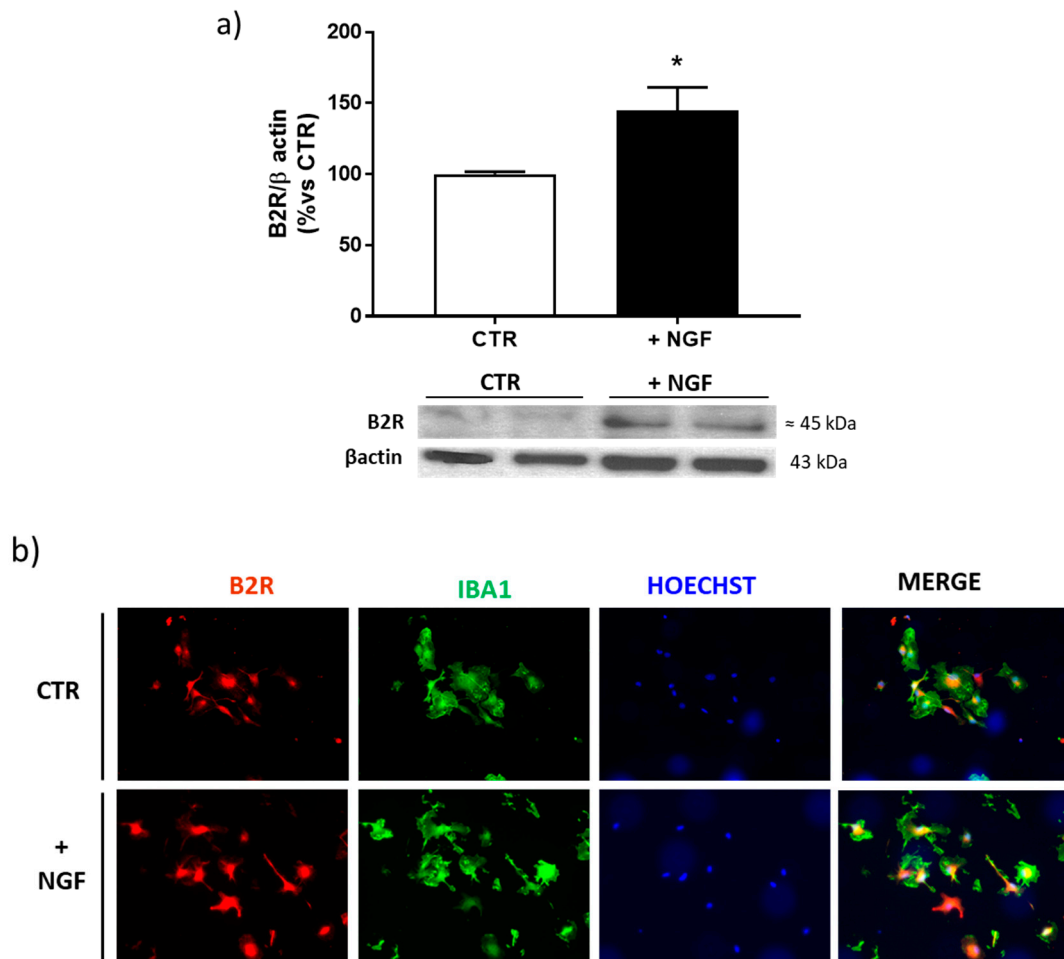 a)
200
150
100
50
0
B2R/β actin
(%vs CTR)
*
CTR
+ NGF
CTR
+ NGF
B2R
≈ 45 kDa
βactin
43 kDa
b)
B2R
IBA1
HOECHST
MERGE
CTR
+
NGF